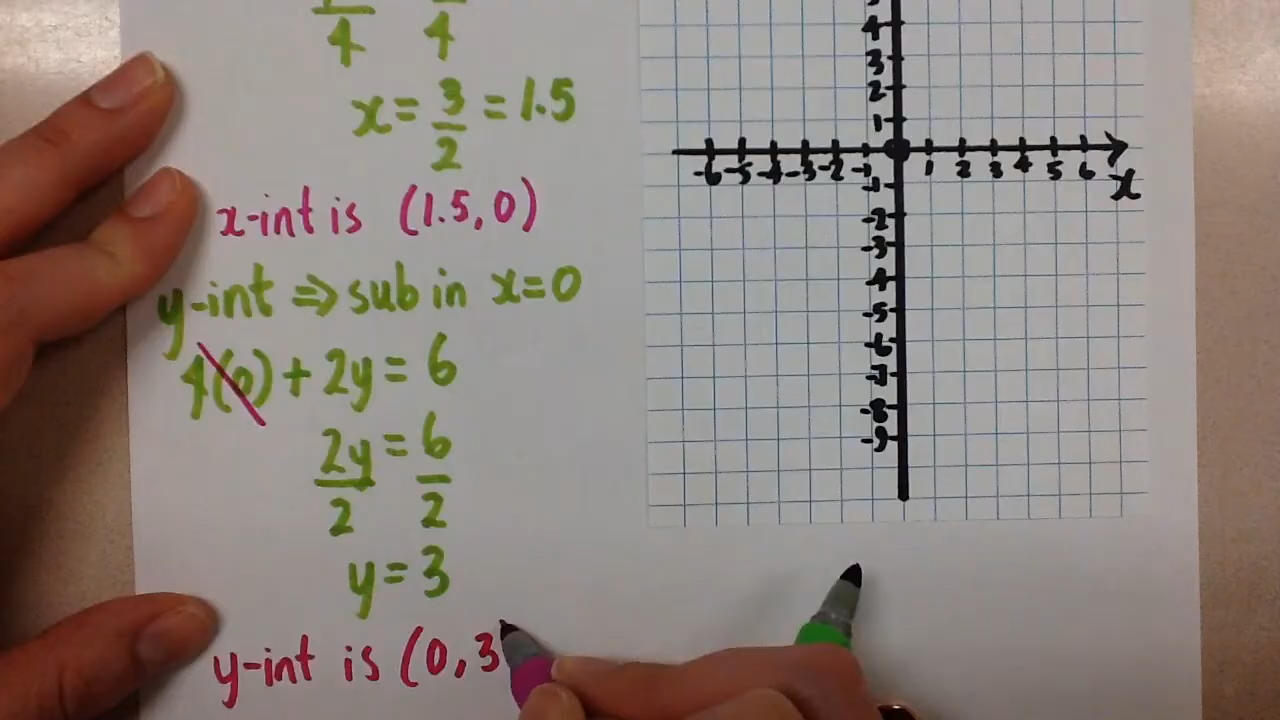 4 4
x = 3/2 = 1.5
x-int is (1.5, 0)
y-int ⇒ sub in x=0
4(0) + 2y = 6
2y/2 = 6/2
y = 3
y-int is (0, 3
4
3
2
1
-6 -5 -4 -3 -2 -1 1 2 3 4 5 6 x
-1
-2
-3
-4
-5
-6
-7
-8
-9